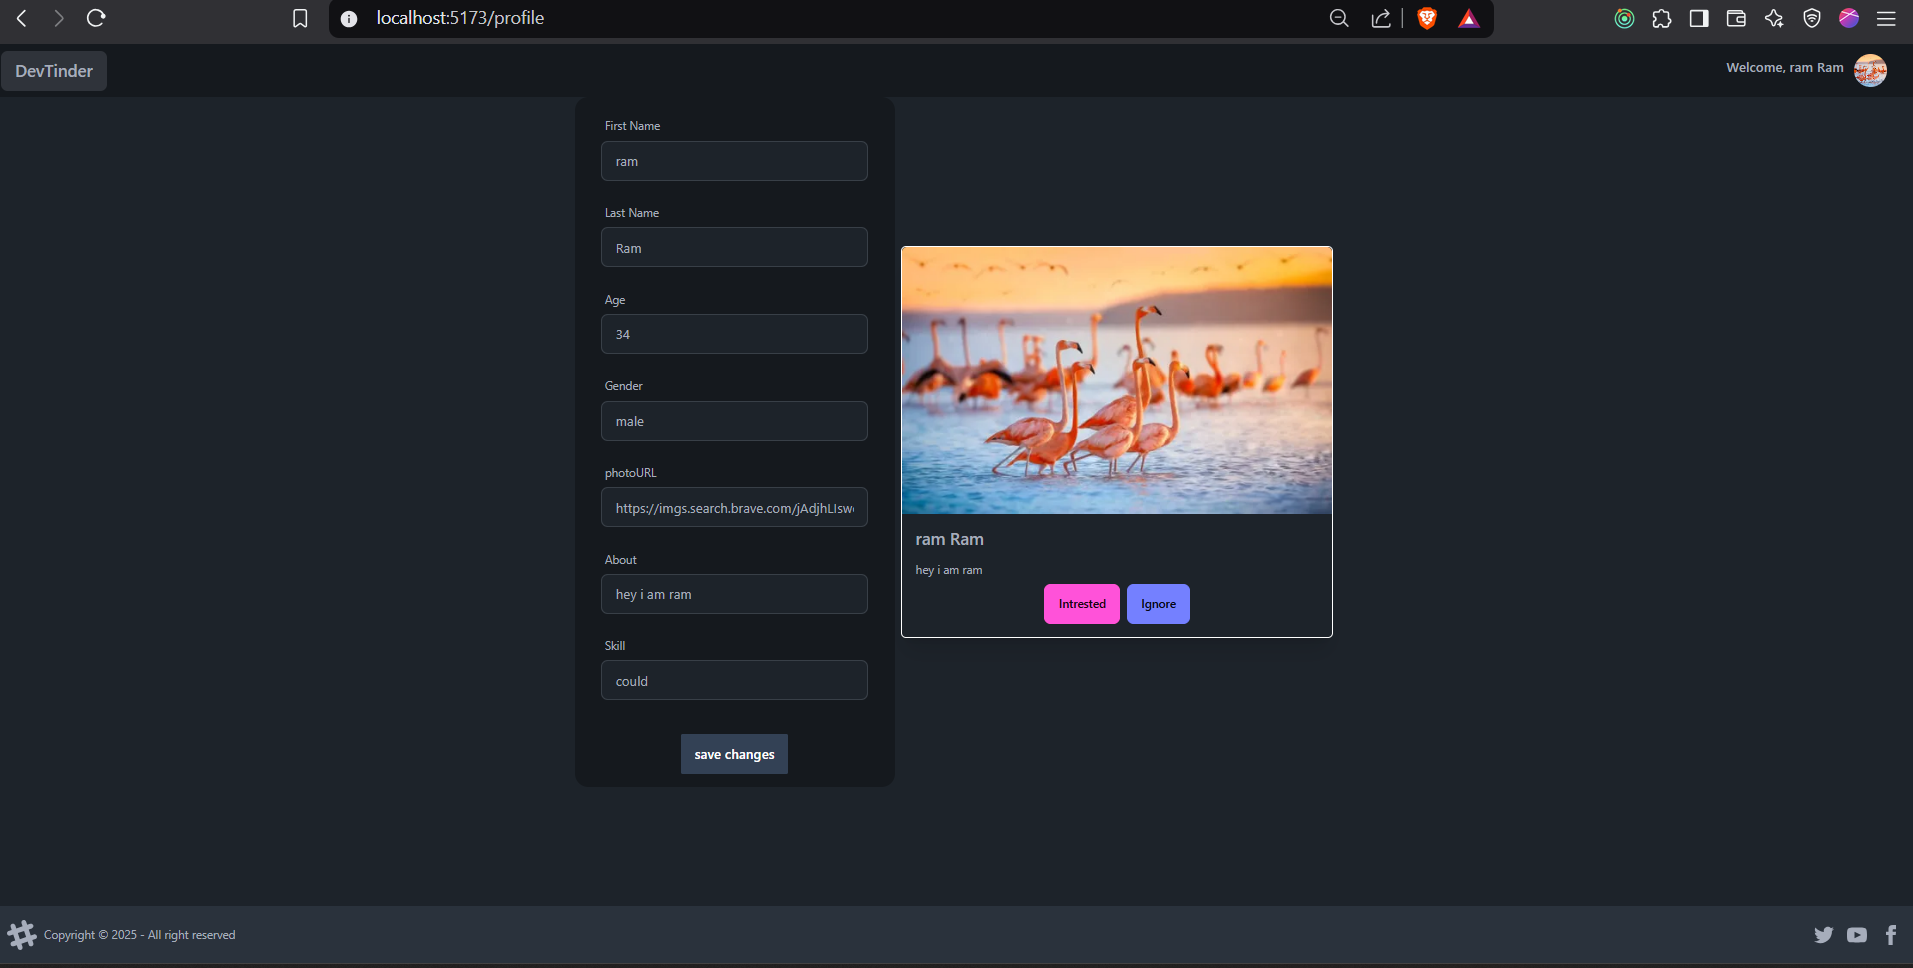 localhost:5173/profile
DevTinder
Welcome, ram Ram
First Name
ram
Last Name
Ram
Age
34
Gender
male
photoURL
https://imgs.search.brave.com/jAdjhLIsw
About
hey i am ram
Skill
could
save changes
ram Ram
hey i am ram
Intrested
Ignore
Copyright © 2025 - All right reserved